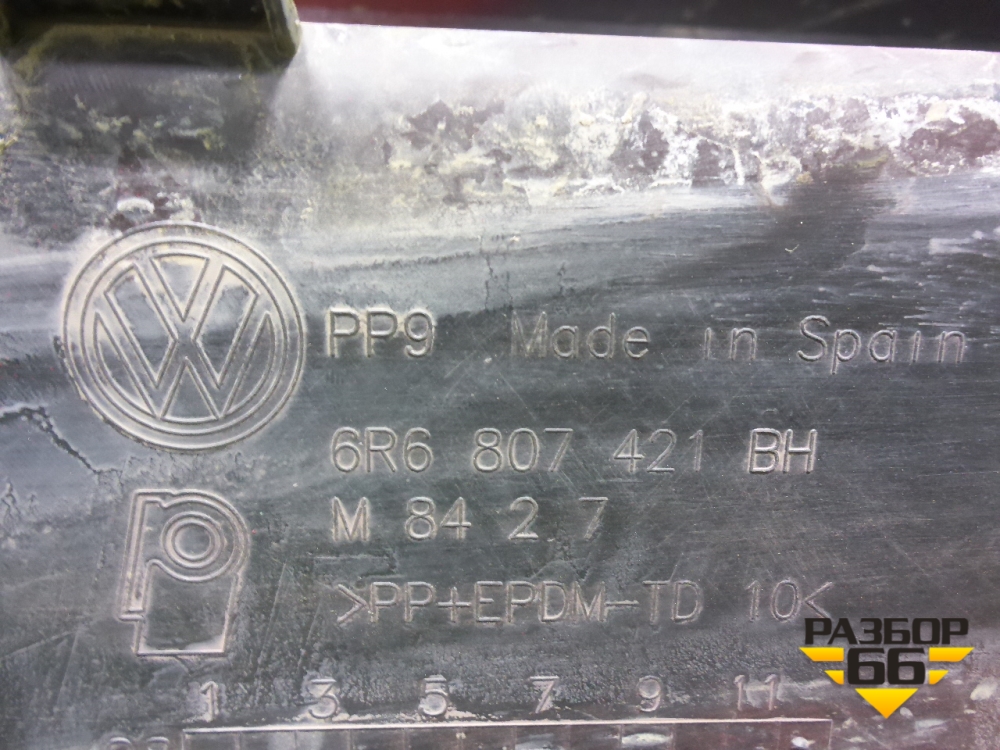 PP9 Made in Spain
6R6 807 421 BH
M 84 2 7
>PP+EPDM-TD 10<
1 3 5 7 9 11
РАЗБОР
66